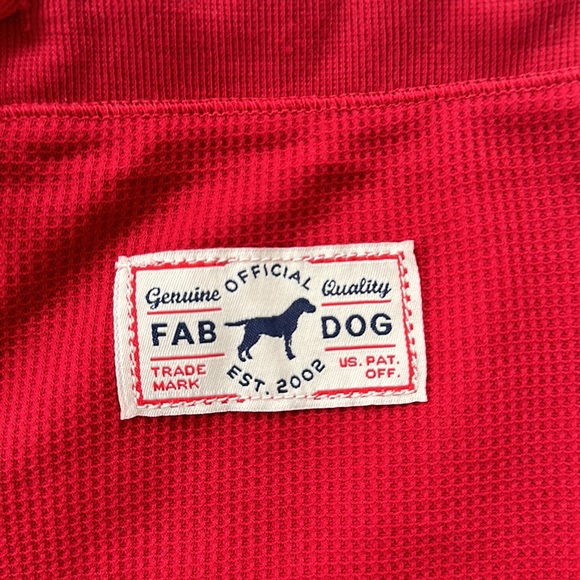 OFFICIAL
Genuine Quality
FAB DOG
TRADE MARK
US. PAT. OFF.
EST. 2002